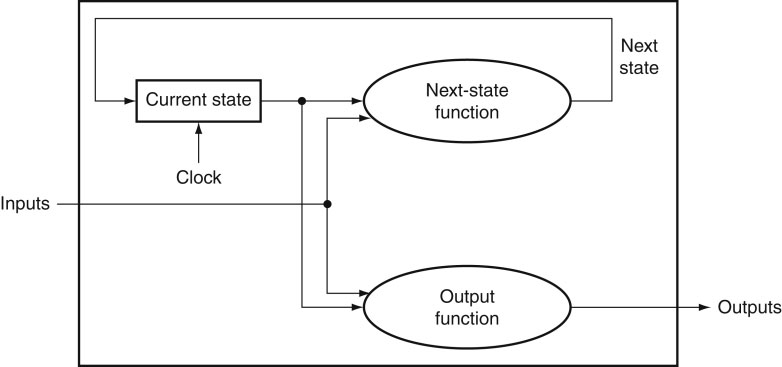 Next
state
Current state
Next-state
function
Clock
Inputs
Output
function
Outputs